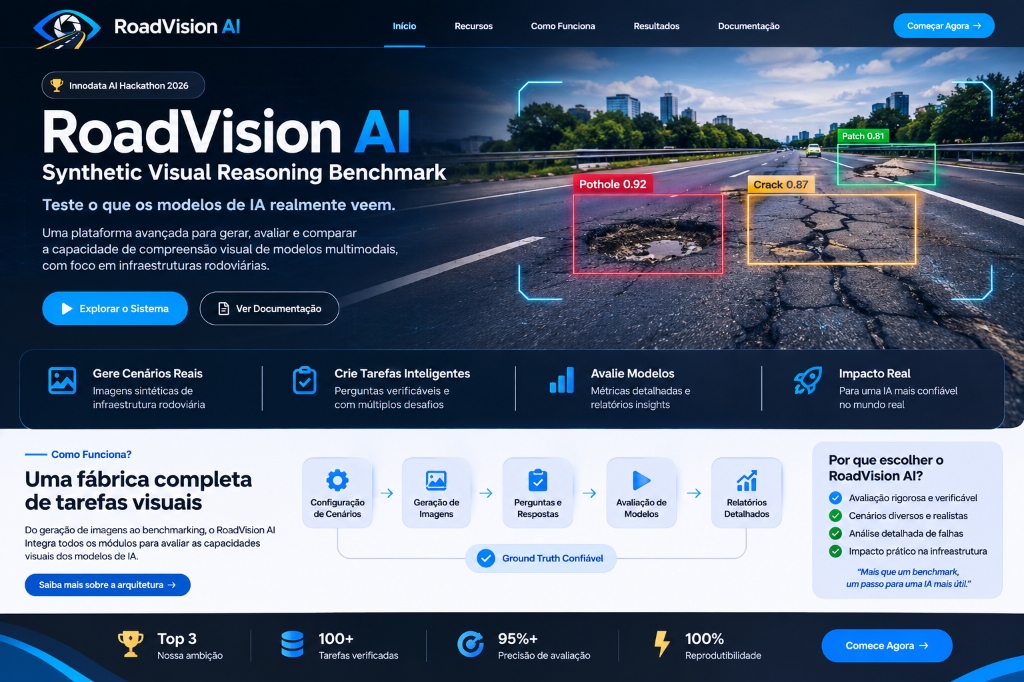 RoadVision AI
Início
Recursos
Como Funciona
Resultados
Documentação
Começar Agora →
Innodata AI Hackathon 2026
RoadVision AI
Synthetic Visual Reasoning Benchmark
Teste o que os modelos de IA realmente veem.
Uma plataforma avançada para gerar, avaliar e comparar
a capacidade de compreensão visual de modelos multimodais,
com foco em infraestruturas rodoviárias.
Explorar o Sistema
Ver Documentação
Pothole 0.92
Crack 0.87
Patch 0.81
Gere Cenários Reais
Imagens sintéticas de
infraestrutura rodoviária
Crie Tarefas Inteligentes
Perguntas verificáveis e
com múltiplos desafios
Avalie Modelos
Métricas detalhadas e
relatórios insights
Impacto Real
Para uma IA mais confiável
no mundo real
Como Funciona?
Uma fábrica completa
de tarefas visuais
Do geração de imagens ao benchmarking, o RoadVision AI
Integra todos os módulos para avaliar as capacidades
visuais dos modelos de IA.
Saiba mais sobre a arquitetura →
Configuração
de Cenários
Geração de
Imagens
Perguntas e
Respostas
Avaliação de
Modelos
Relatórios
Detalhados
Ground Truth Confiável
Por que escolher o
RoadVision AI?
Avaliação rigorosa e verificável
Cenários diversos e realistas
Análise detalhada de falhas
Impacto prático na infraestrutura
“Mais que um benchmark,
um passo para uma IA mais útil.”
Top 3
Nossa ambição
100+
Tarefas verificadas
95%+
Precisão de avaliação
100%
Reprodutibilidade
Comece Agora →